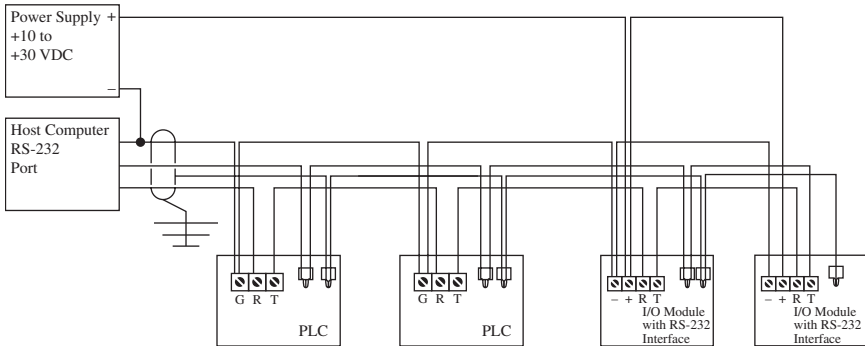 Power Supply +
+10 to
+30 VDC
–
Host Computer
RS-232
Port
G R T
PLC
G R T
PLC
– + R T
I/O Module
with RS-232
Interface
– + R T
I/O Module
with RS-232
Interface